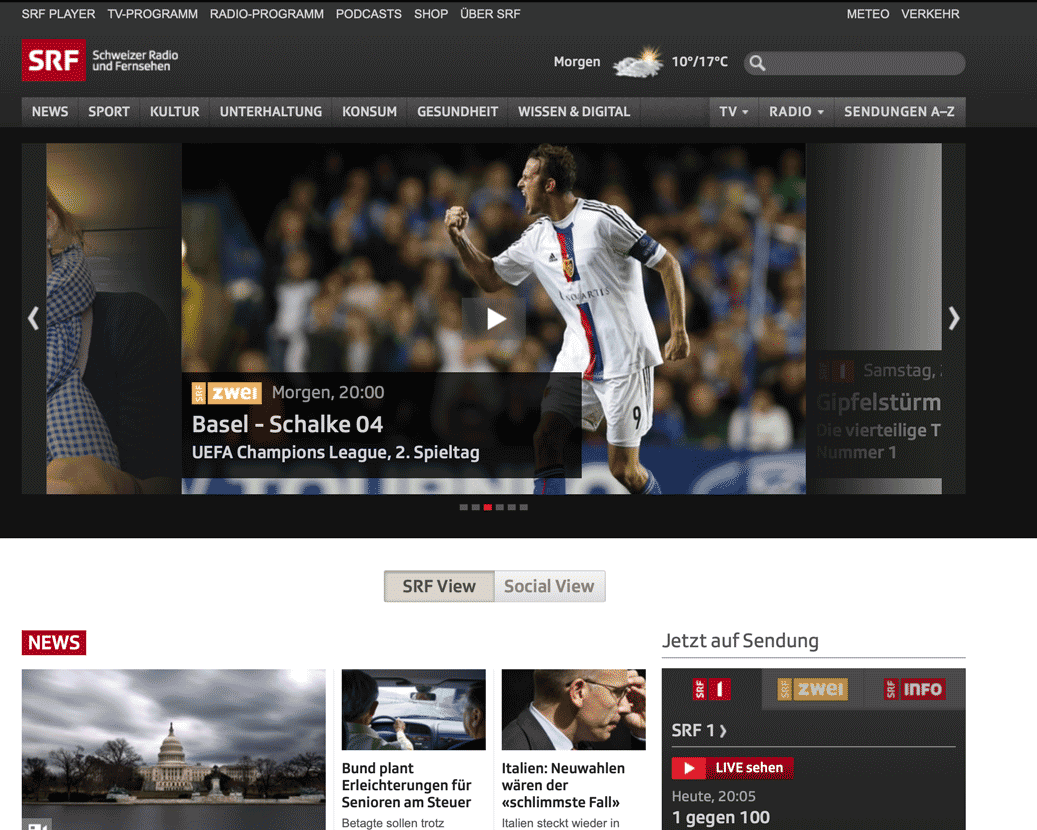 SRF PLAYER TV-PROGRAMM RADIO-PROGRAMM PODCASTS SHOP ÜBER SRF METEO VERKEHR
SRF Schweizer Radio
und Fernsehen
Morgen 10°/17°C
NEWS SPORT KULTUR UNTERHALTUNG KONSUM GESUNDHEIT WISSEN & DIGITAL TV RADIO SENDUNGEN A–Z
NOVARTIS
9
SRF zwei Morgen, 20:00
Basel - Schalke 04
UEFA Champions League, 2. Spieltag
SRF 1 Samstag,
Gipfelstürm
Die vierteilige T
Nummer 1
SRF View Social View
NEWS
Bund plant
Erleichterungen für
Senioren am Steuer
Betagte sollen trotz
Italien: Neuwahlen
wären der
«schlimmste Fall»
Italien steckt wieder in
Jetzt auf Sendung
SRF 1 SRF zwei SRF INFO
SRF 1 ❯
LIVE sehen
Heute, 20:05
1 gegen 100